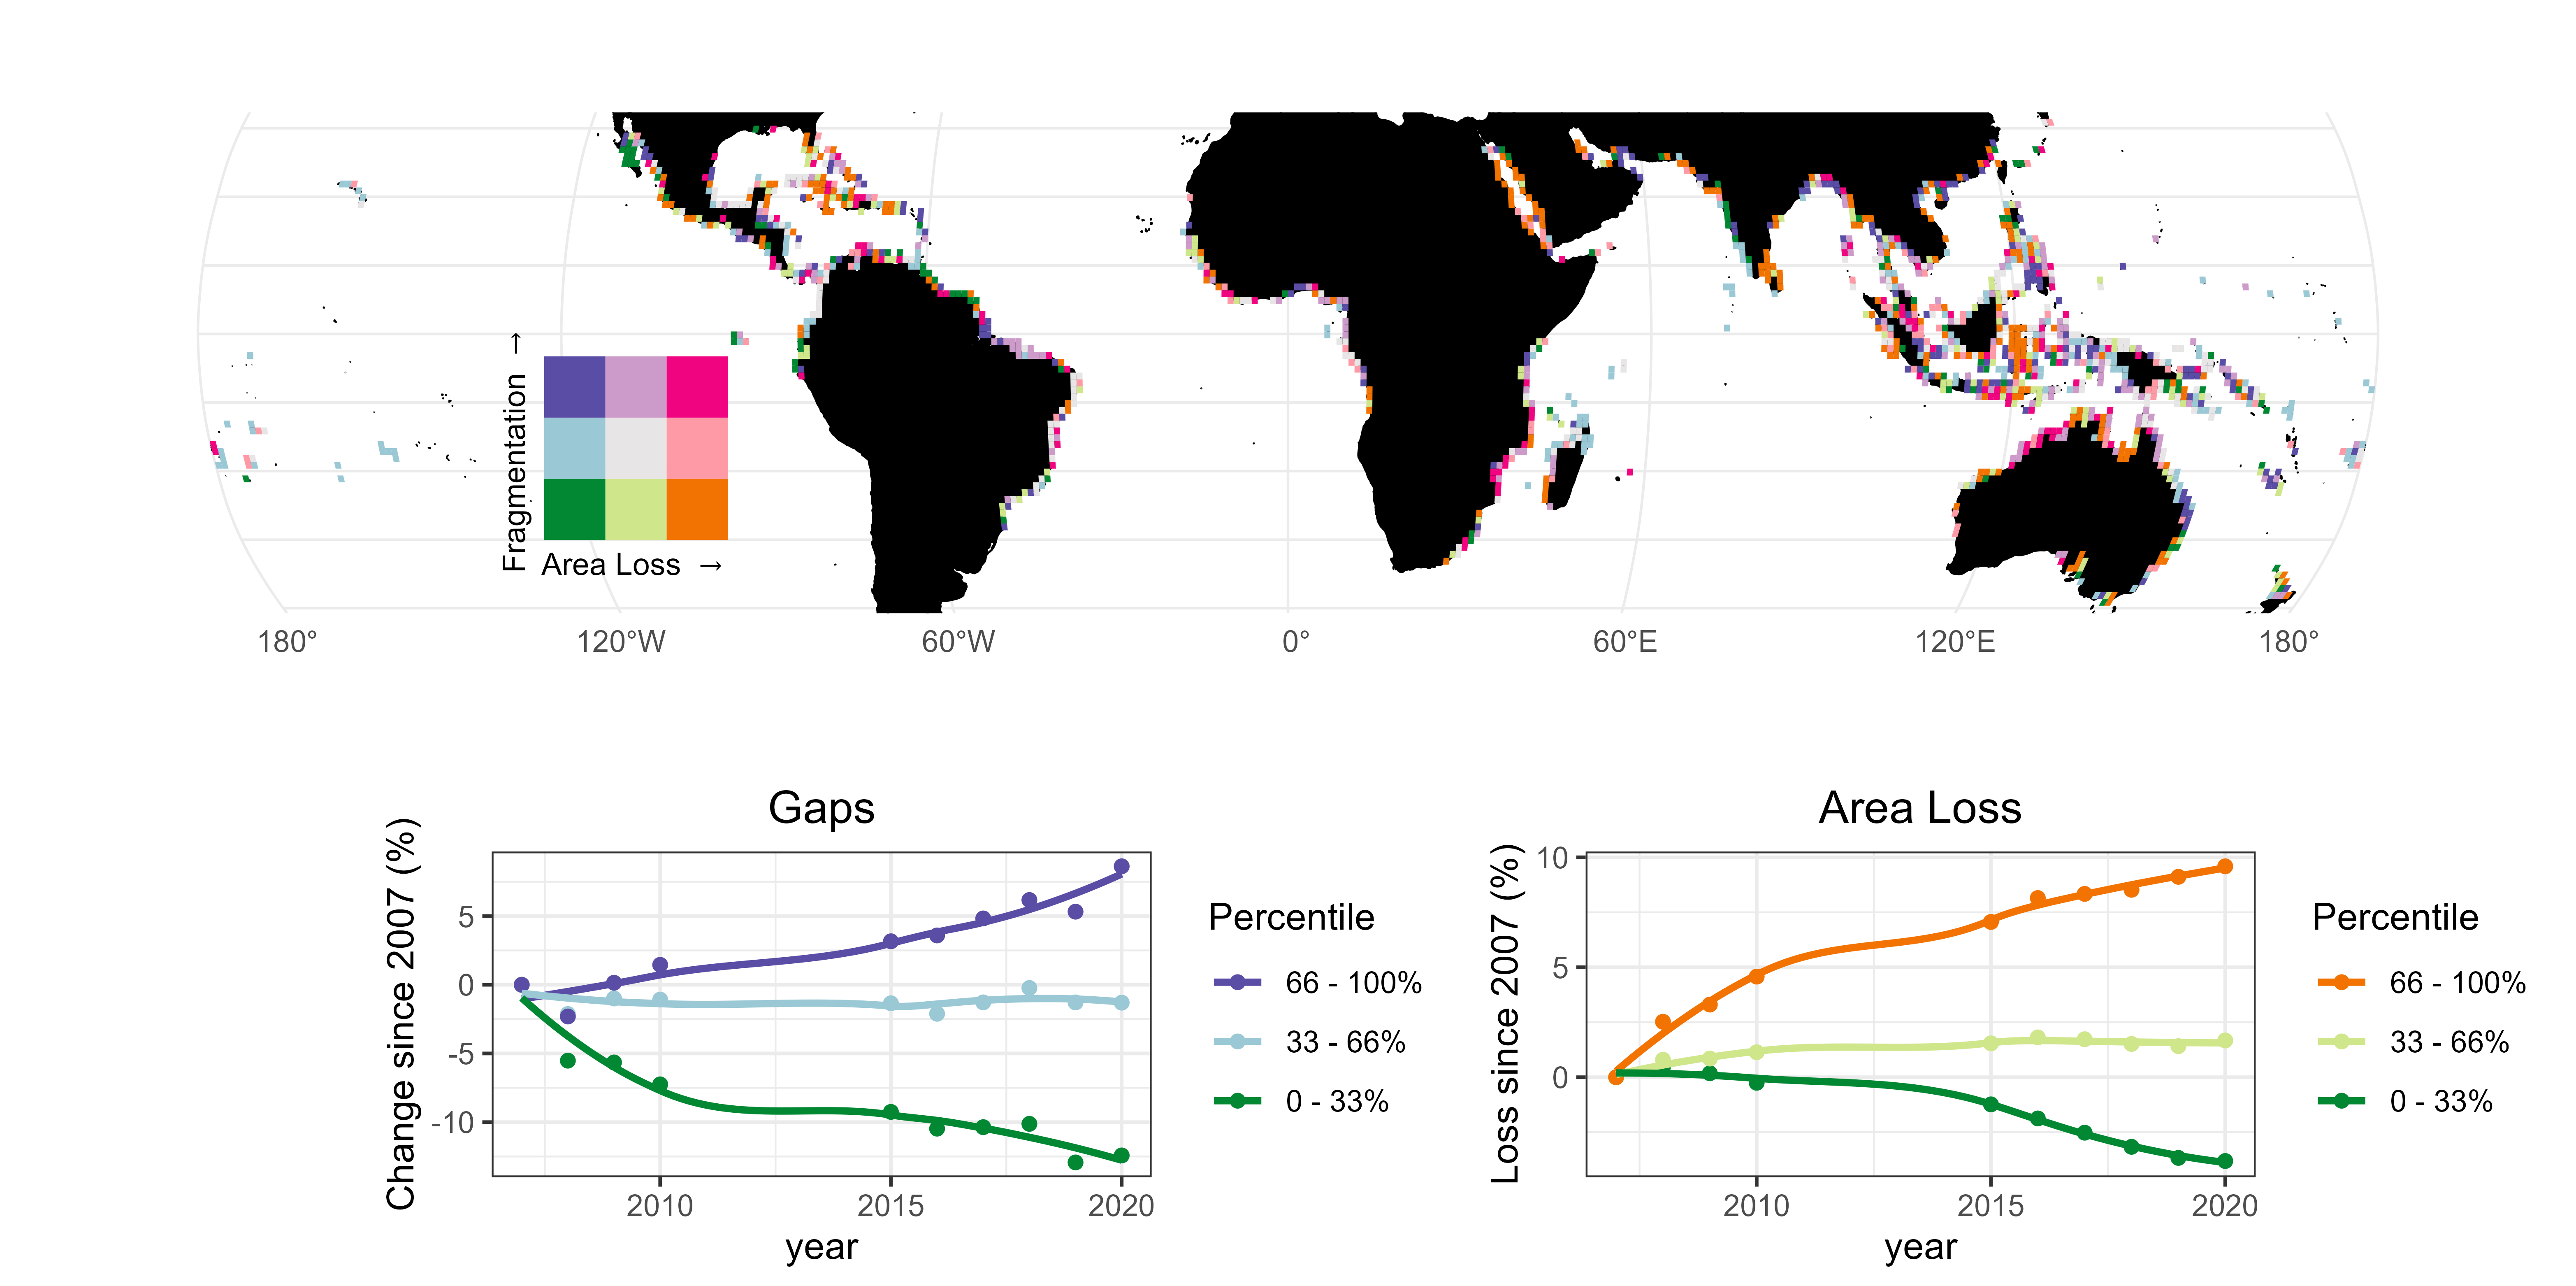 Fragmentation →
Area Loss →
180°
120°W
60°W
0°
60°E
120°E
180°
Gaps
Change since 2007 (%)
5
0
-5
-10
2010
2015
2020
year
Percentile
66 - 100%
33 - 66%
0 - 33%
Area Loss
Loss since 2007 (%)
10
5
0
2010
2015
2020
year
Percentile
66 - 100%
33 - 66%
0 - 33%